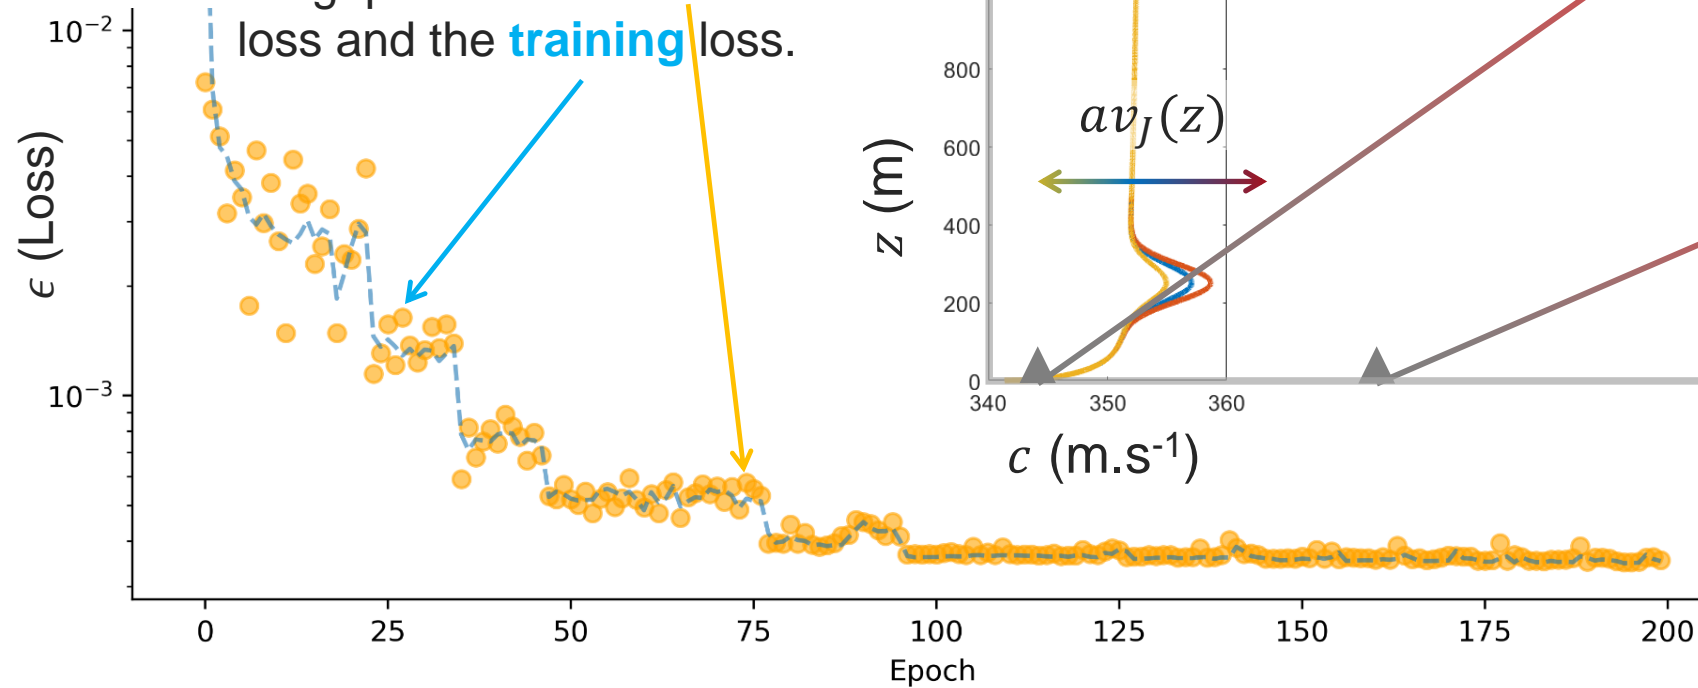 loss and the training loss.
10⁻²
10⁻³
ϵ (Loss)
0 25 50 75 100 125 150 175 200
Epoch
800
600
400
200
0
z (m)
av_J(z)
340 350 360
c (m.s⁻¹)